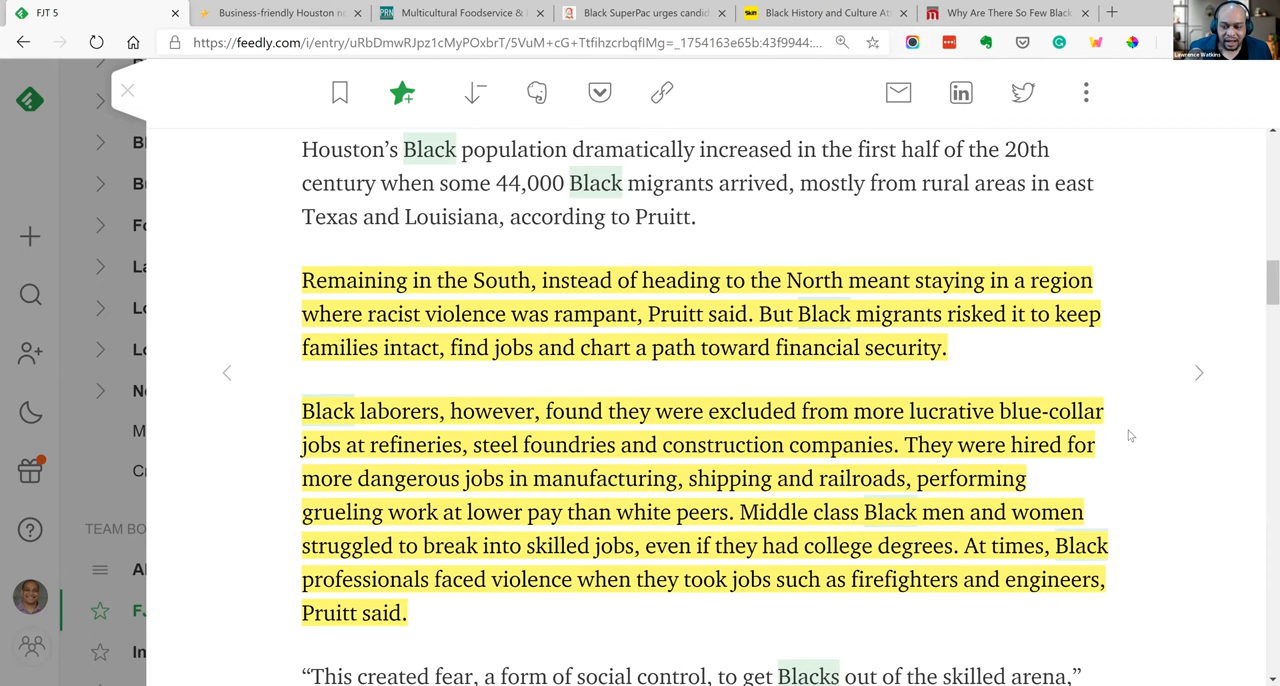 FJT 5
Business-friendly Houston
Multicultural Foodservice &
Black SuperPac urges candid
Black History and Culture
Why Are There So Few Black
https://feedly.com/i/entry/uRbDmwRJpz1cMyPOxbrT/5VuM+cG+TtfihzcrbqfIMg=_1754163e65b:43f9944:...
Lawrence Watkins
Houston’s Black population dramatically increased in the first half of the 20th
century when some 44,000 Black migrants arrived, mostly from rural areas in east
Texas and Louisiana, according to Pruitt.
Remaining in the South, instead of heading to the North meant staying in a region
where racist violence was rampant, Pruitt said. But Black migrants risked it to keep
families intact, find jobs and chart a path toward financial security.
Black laborers, however, found they were excluded from more lucrative blue-collar
jobs at refineries, steel foundries and construction companies. They were hired for
more dangerous jobs in manufacturing, shipping and railroads, performing
grueling work at lower pay than white peers. Middle class Black men and women
struggled to break into skilled jobs, even if they had college degrees. At times, Black
professionals faced violence when they took jobs such as firefighters and engineers,
Pruitt said.
“This created fear, a form of social control, to get Blacks out of the skilled arena,”
TEAM BO